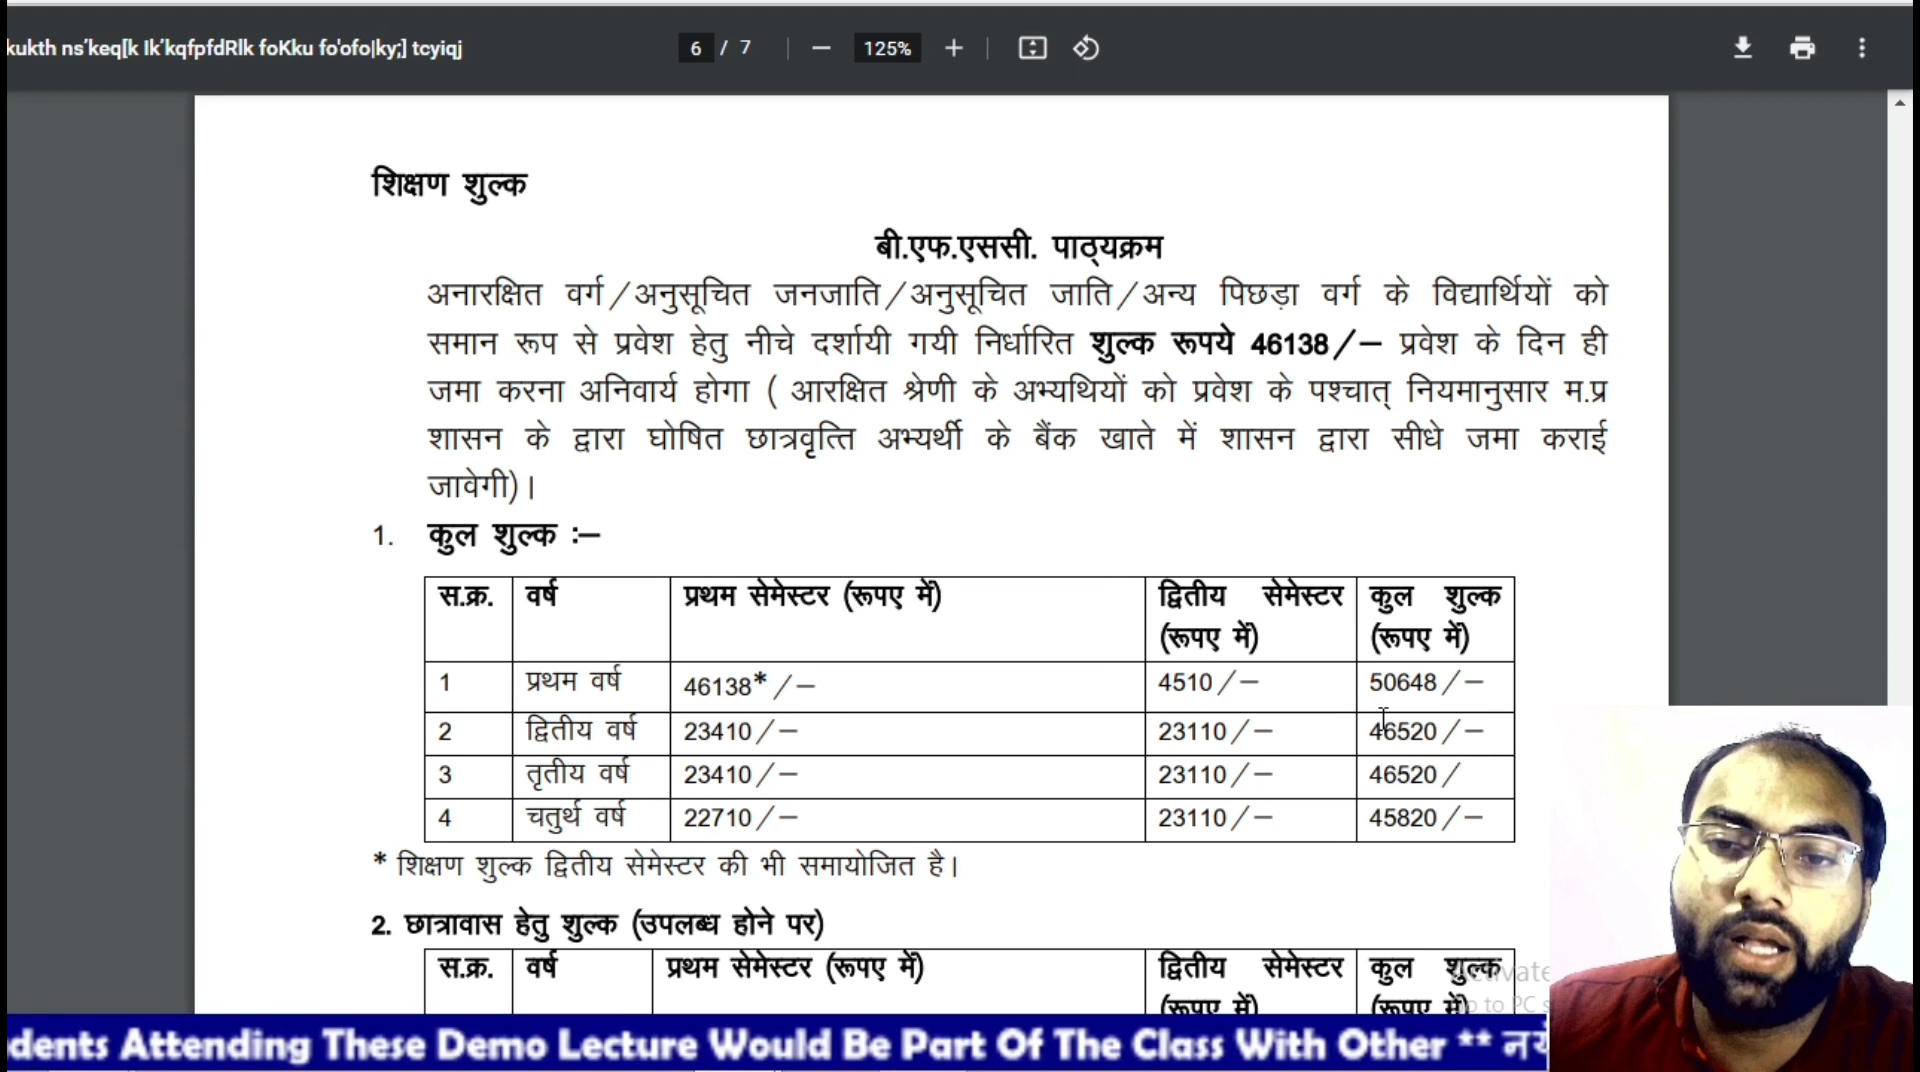 kukth ns'keq[k Ik'kqfpfdRlk foKku fo'ofo|ky;] tcyiqj
6 / 7
125%
शिक्षण शुल्क
बी.एफ.एससी. पाठ्यक्रम
अनारक्षित वर्ग/अनुसूचित जनजाति/अनुसूचित जाति/अन्य पिछड़ा वर्ग के विद्यार्थियों को
समान रूप से प्रवेश हेतु नीचे दर्शायी गयी निर्धारित शुल्क रूपये 46138/– प्रवेश के दिन ही
जमा करना अनिवार्य होगा ( आरक्षित श्रेणी के अभ्यथियों को प्रवेश के पश्चात् नियमानुसार म.प्र
शासन के द्वारा घोषित छात्रवृत्ति अभ्यर्थी के बैंक खाते में शासन द्वारा सीधे जमा कराई
जावेगी)।
1. कुल शुल्क :–
स.क्र. वर्ष प्रथम सेमेस्टर (रूपए में) द्वितीय सेमेस्टर (रूपए में) कुल शुल्क (रूपए में)
1 प्रथम वर्ष 46138*/– 4510/– 50648/–
2 द्वितीय वर्ष 23410/– 23110/– 46520/–
3 तृतीय वर्ष 23410/– 23110/– 46520/
4 चतुर्थ वर्ष 22710/– 23110/– 45820/–
* शिक्षण शुल्क द्वितीय सेमेस्टर की भी समायोजित है।
2. छात्रावास हेतु शुल्क (उपलब्ध होने पर)
स.क्र. वर्ष प्रथम सेमेस्टर (रूपए में) द्वितीय सेमेस्टर (रूपए में) कुल शुल्क (रूपए में)
dents Attending These Demo Lecture Would Be Part Of The Class With Other **